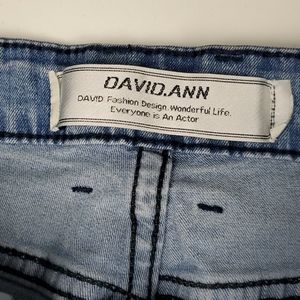 DAVID.ANN
DAVID Fashion Design. Wonderful Life.
Everyone is An Actor